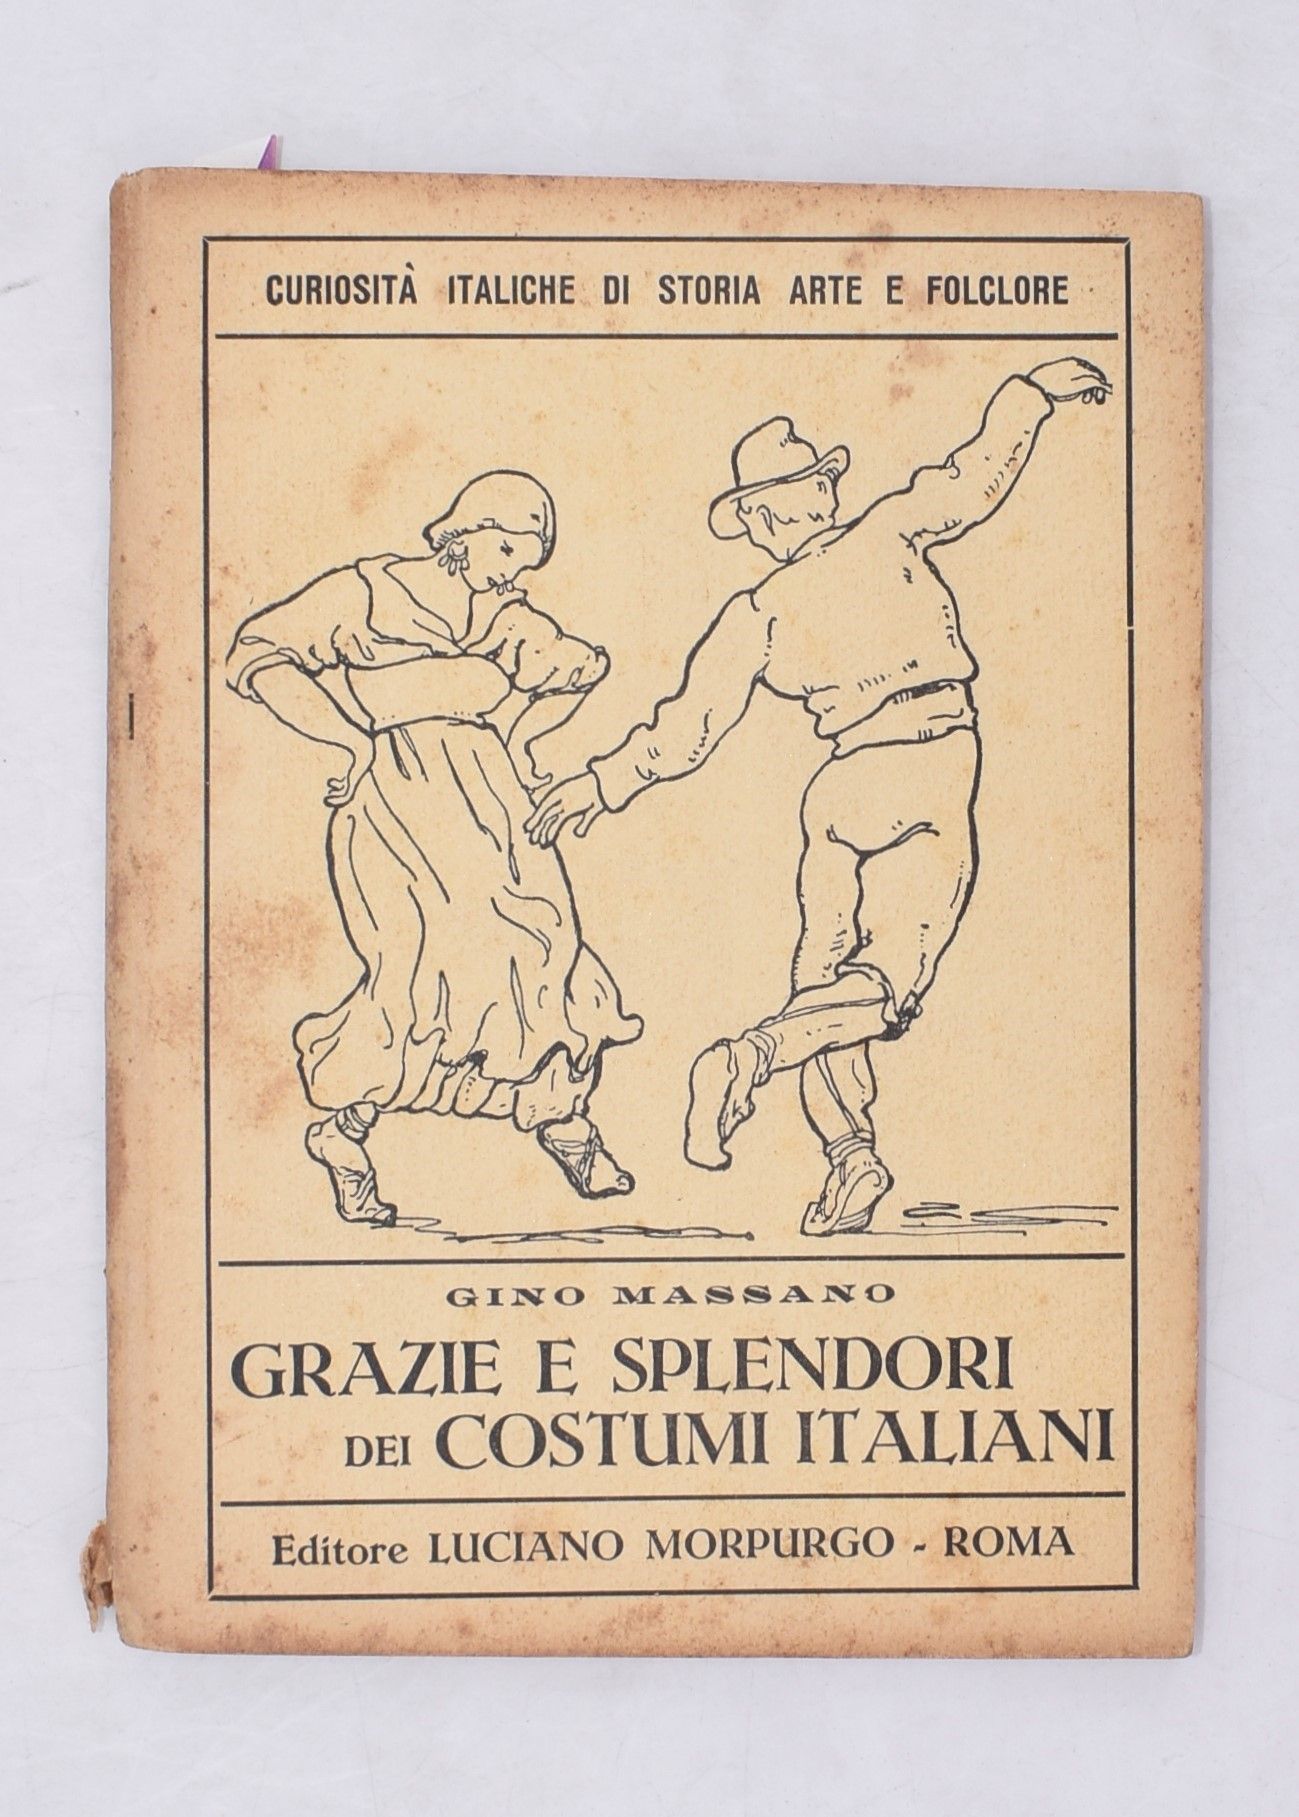 CURIOSITÀ ITALICHE DI STORIA ARTE E FOLCLORE
GINO MASSANO
GRAZIE E SPLENDORI
DEI COSTUMI ITALIANI
Editore LUCIANO MORPURGO - ROMA